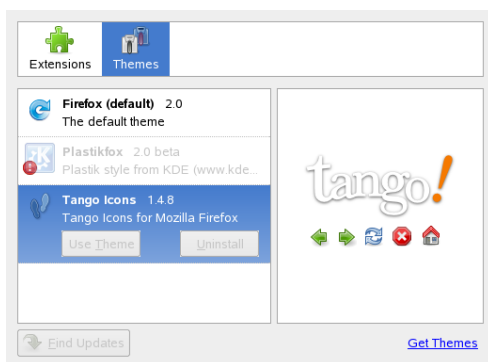 Extensions
Themes
Firefox (default) 2.0
The default theme
Plastikfox 2.0 beta
Plastik style from KDE (www.kde...
Tango Icons 1.4.8
Tango Icons for Mozilla Firefox
Use Theme
Uninstall
tango!
Find Updates
Get Themes